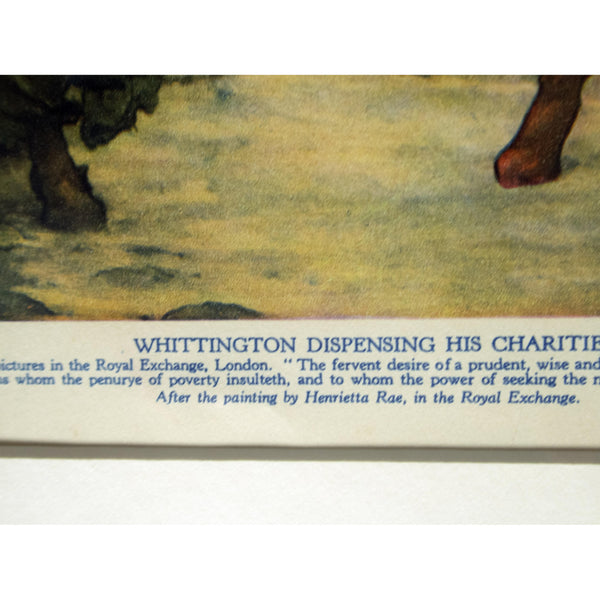 WHITTINGTON DISPENSING HIS CHARITIE
ictures in the Royal Exchange, London. "The fervent desire of a prudent, wise and
s whom the penurye of poverty insulteth, and to whom the power of seeking the n
After the painting by Henrietta Rae, in the Royal Exchange.